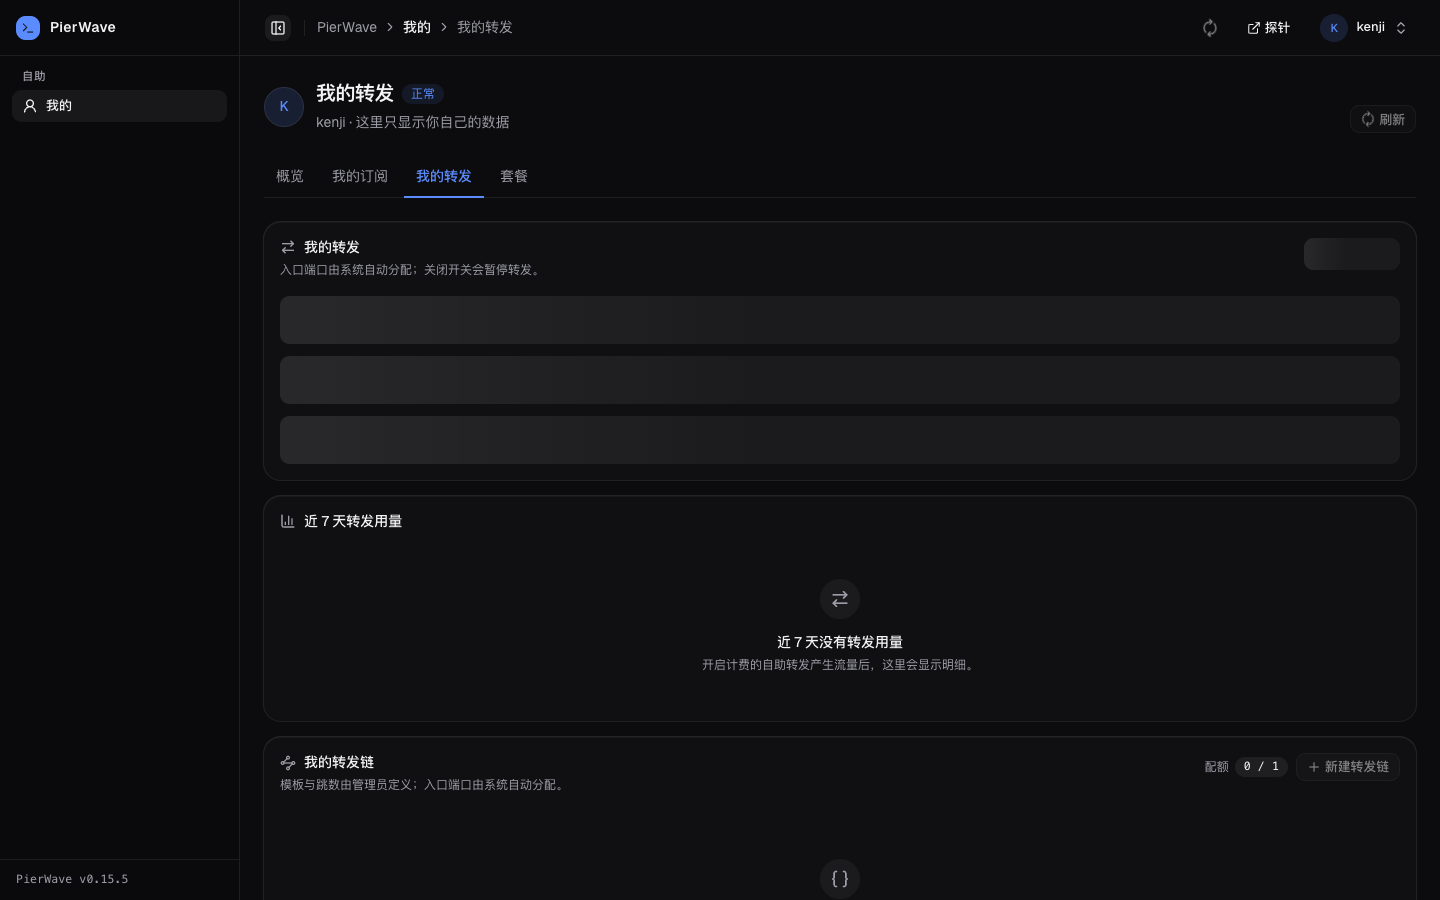 PierWave
PierWave > 我的 > 我的转发
探针
K
kenji
自助
我的
K
我的转发
正常
kenji · 这里只显示你自己的数据
刷新
概览
我的订阅
我的转发
套餐
我的转发
入口端口由系统自动分配；关闭开关会暂停转发。
近 7 天转发用量
近 7 天没有转发用量
开启计费的自助转发产生流量后，这里会显示明细。
我的转发链
模板与跳数由管理员定义；入口端口由系统自动分配。
配额 0 / 1
新建转发链
PierWave v0.15.5